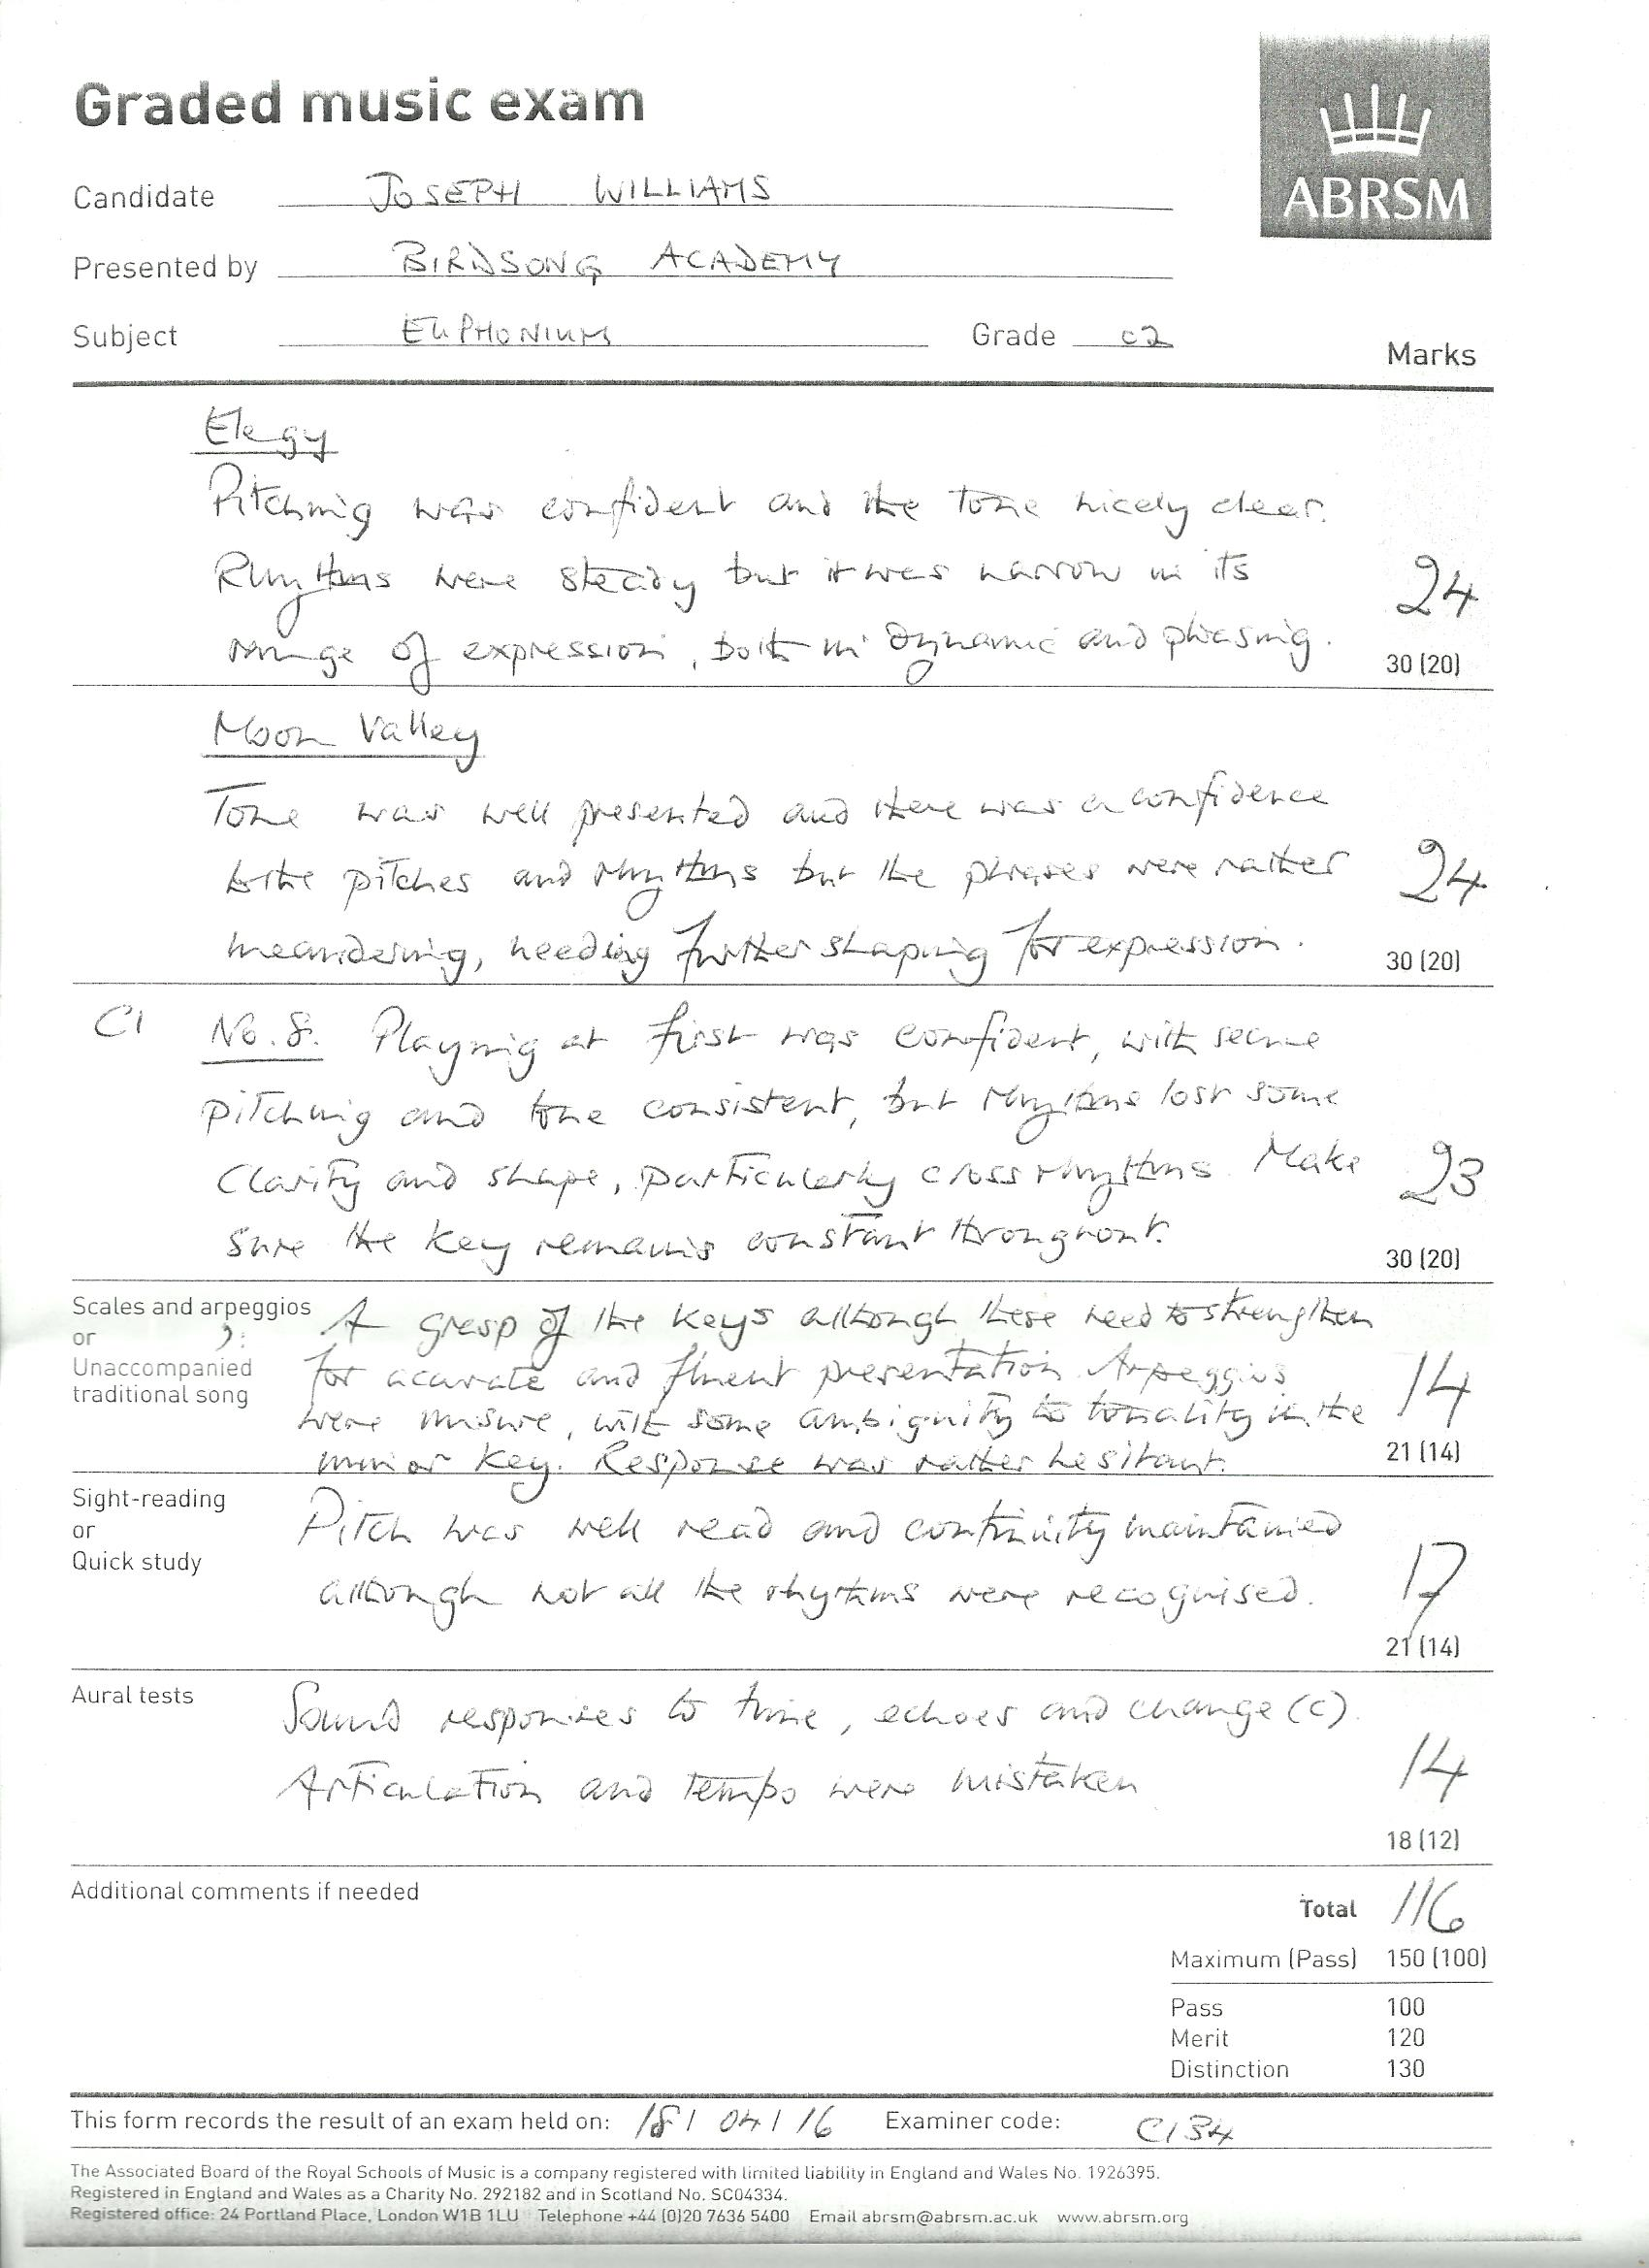 Graded music exam
ABRSM
Candidate JOSEPH WILLIAMS
Presented by BIRDSONG ACADEMY
Subject EUPHONIUM Grade 02
Marks
Elegy
Pitching was confident and the tone nicely clear.
Rhythms were steady but it was narrow in its
range of expression, both in dynamic and phrasing.
24
30 (20)
Moon Valley
Tone was well presented and there was a confidence
to the pitches and rhythms but the phrases were rather
meandering, needing further shaping for expression.
24
30 (20)
C1 No. 8. Playing at first was confident, with secure
pitching and tone consistent, but rhythms lost some
clarity and shape, particularly cross rhythms. Make
sure the key remains constant throughout.
23
30 (20)
Scales and arpeggios
or
Unaccompanied
traditional song
A grasp of the keys although these need to strengthen
for acurate and fluent presentation. Arpeggios
were unsure, with some ambiguity to tonality in the
minor key. Response was rather hesitant.
14
21 (14)
Sight-reading
or
Quick study
Pitch was well read and continuity maintained
although not all the rhythms were recognised.
17
21 (14)
Aural tests
Sound responses to time, echoes and change (C).
Articulation and tempo were mistaken
14
18 (12)
Additional comments if needed
Total 116
Maximum (Pass) 150 (100)
Pass 100
Merit 120
Distinction 130
This form records the result of an exam held on: 18 / 04 / 16 Examiner code: C134
The Associated Board of the Royal Schools of Music is a company registered with limited liability in England and Wales No. 1926395.
Registered in England and Wales as a Charity No. 292182 and in Scotland No. SC04334.
Registered office: 24 Portland Place, London W1B 1LU Telephone +44 (0)20 7636 5400 Email abrsm@abrsm.ac.uk www.abrsm.org